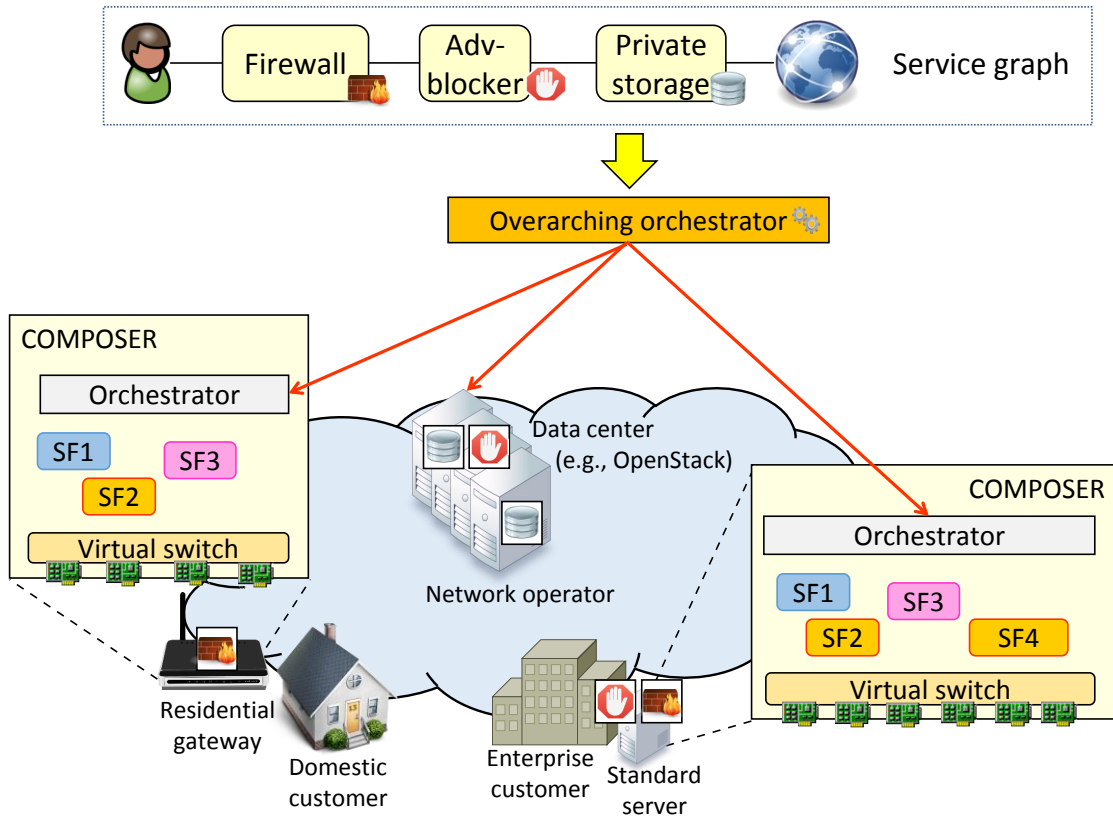 Firewall
Adv-
blocker
Private
storage
Service graph
Overarching orchestrator
COMPOSER
Orchestrator
SF1
SF3
SF2
Virtual switch
Data center
(e.g., OpenStack)
Network operator
COMPOSER
Orchestrator
SF1
SF3
SF2
SF4
Virtual switch
Residential
gateway
Domestic
customer
Enterprise
customer
Standard
server